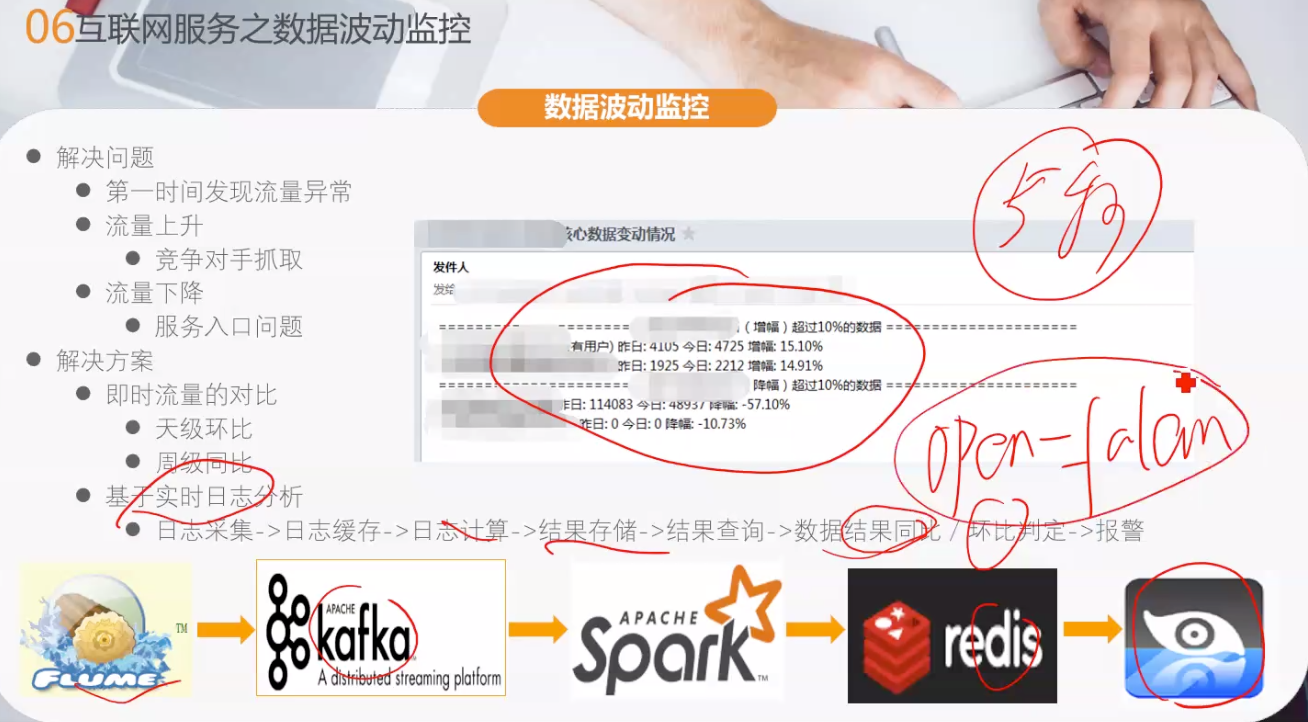 06互联网服务之数据波动监控
数据波动监控
解决问题
第一时间发现流量异常
流量上升
竞争对手抓取
流量下降
服务入口问题
解决方案
即时流量的对比
天级环比
周级同比
基于实时日志分析
日志采集->日志缓存->日志计算->结果存储->结果查询->数据结果同比 / 环比判定->报警
核心数据变动情况
发件人
发给
（增幅）超过10%的数据
有用户) 昨日: 4105 今日: 4725 增幅: 15.10%
昨日: 1925 今日: 2212 增幅: 14.91%
降幅）超过10%的数据
昨日: 114083 今日: 48937 降幅: -57.10%
昨日: 0 今日: 0 降幅: -10.73%
open-falcon
FLUME TM
APACHE
kafka
A distributed streaming platform
APACHE
Spark TM
redis